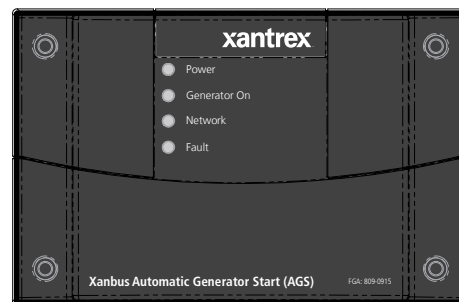 xantrex
Power
Generator On
Network
Fault
Xanbus Automatic Generator Start (AGS) FGA: 809-0915